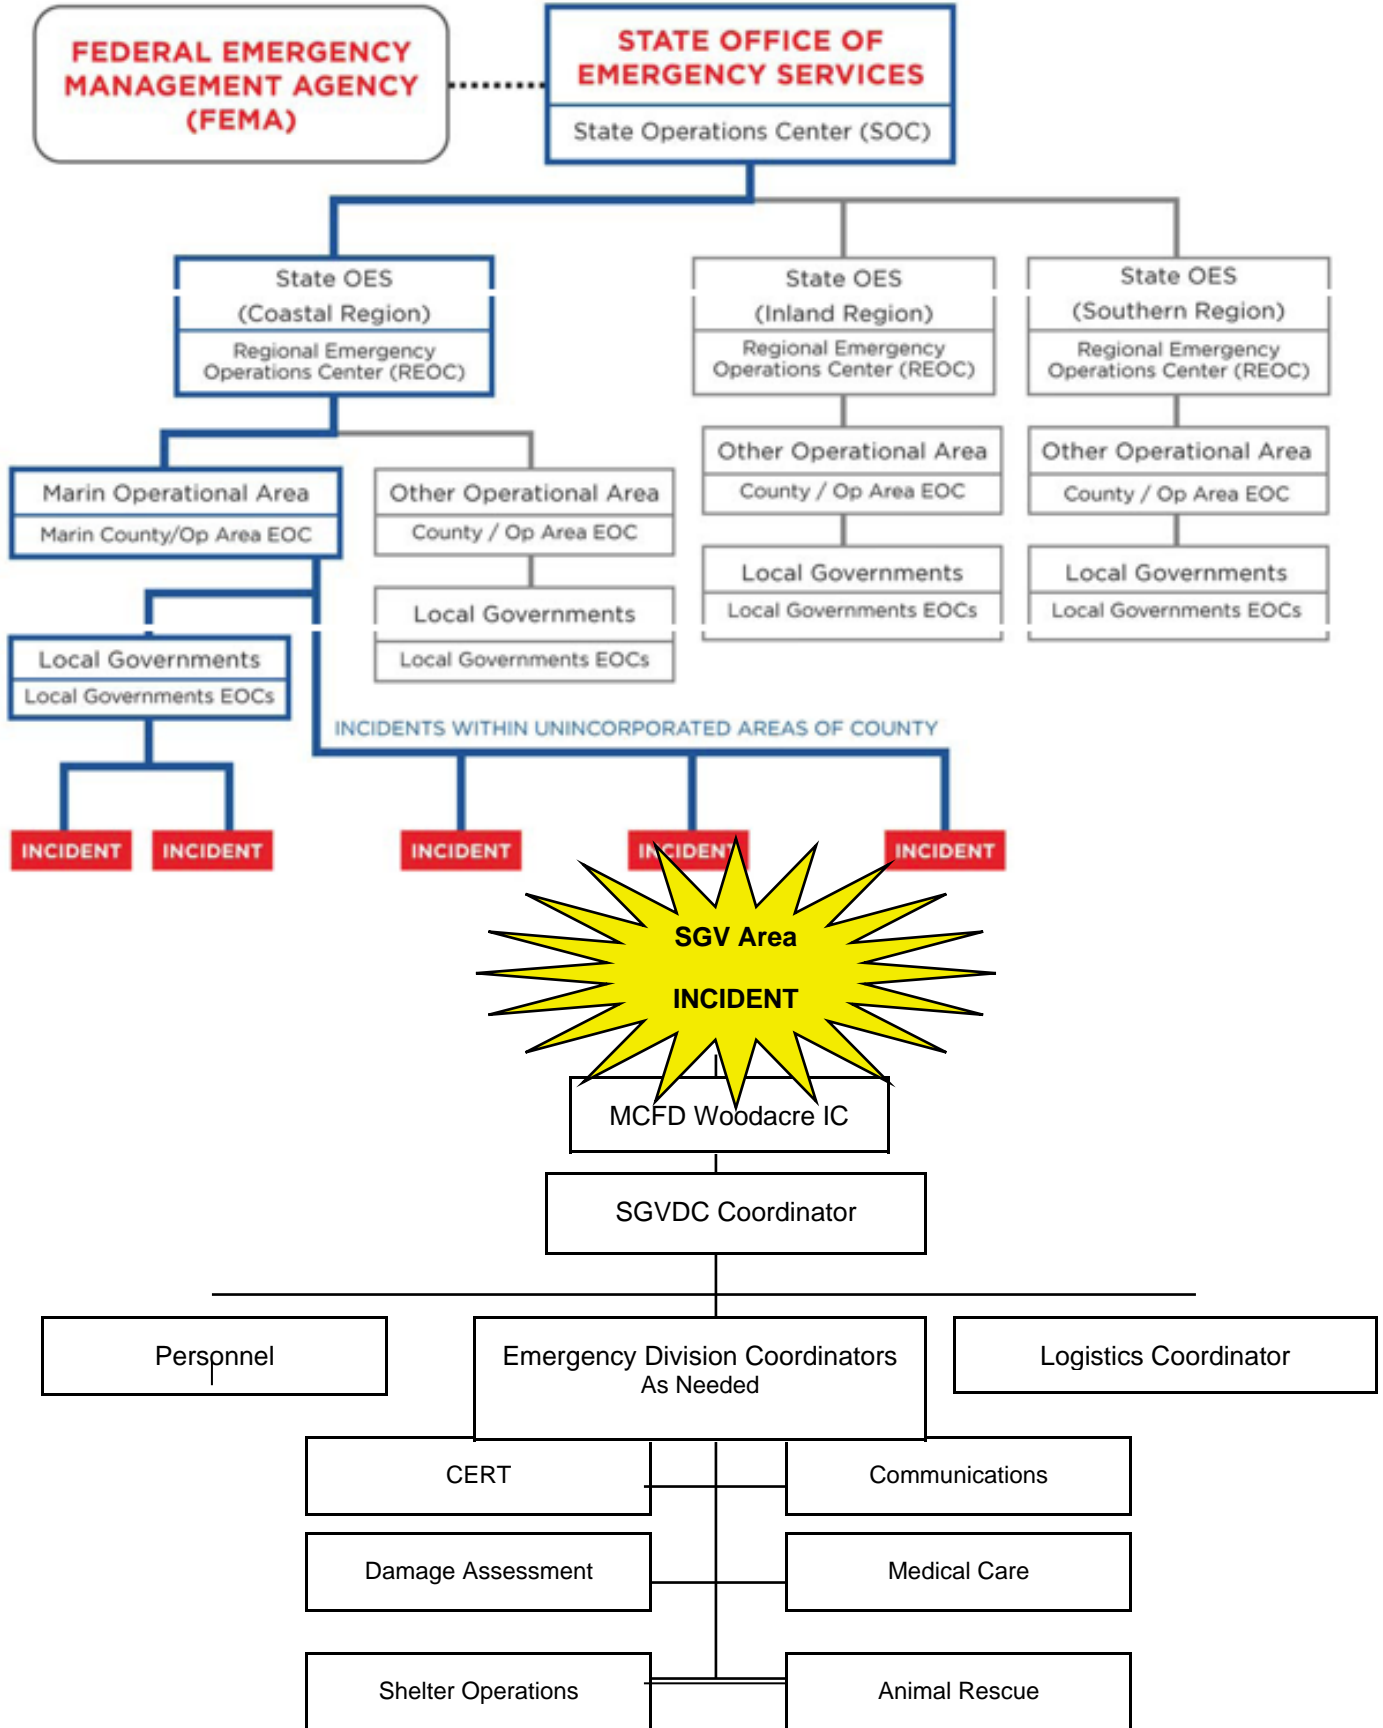 FEDERAL EMERGENCY
MANAGEMENT AGENCY
(FEMA)
STATE OFFICE OF
EMERGENCY SERVICES
State Operations Center (SOC)
State OES
(Coastal Region)
Regional Emergency
Operations Center (REOC)
State OES
(Inland Region)
Regional Emergency
Operations Center (REOC)
State OES
(Southern Region)
Regional Emergency
Operations Center (REOC)
Marin Operational Area
Marin County/Op Area EOC
Other Operational Area
County / Op Area EOC
Other Operational Area
County / Op Area EOC
Other Operational Area
County / Op Area EOC
Local Governments
Local Governments EOCs
Local Governments
Local Governments EOCs
Local Governments
Local Governments EOCs
Local Governments
Local Governments EOCs
INCIDENTS WITHIN UNINCORPORATED AREAS OF COUNTY
INCIDENT
INCIDENT
INCIDENT
INCIDENT
INCIDENT
SGV Area
INCIDENT
MCFD Woodacre IC
SGVDC Coordinator
Personnel
Emergency Division Coordinators
As Needed
Logistics Coordinator
CERT
Communications
Damage Assessment
Medical Care
Shelter Operations
Animal Rescue